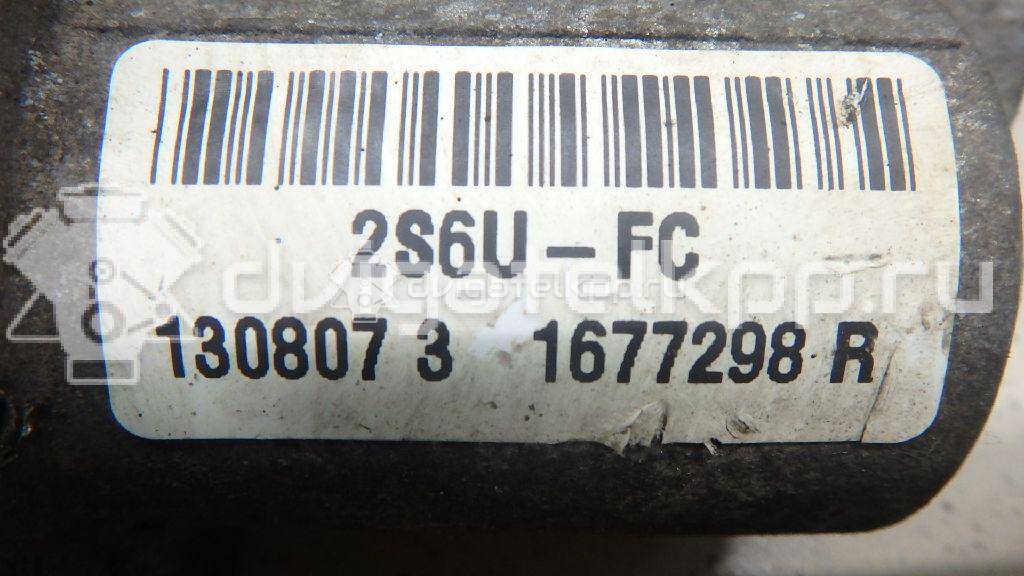 2S6U-FC
130807 3 1677298 R
dvigatelkpp.ru